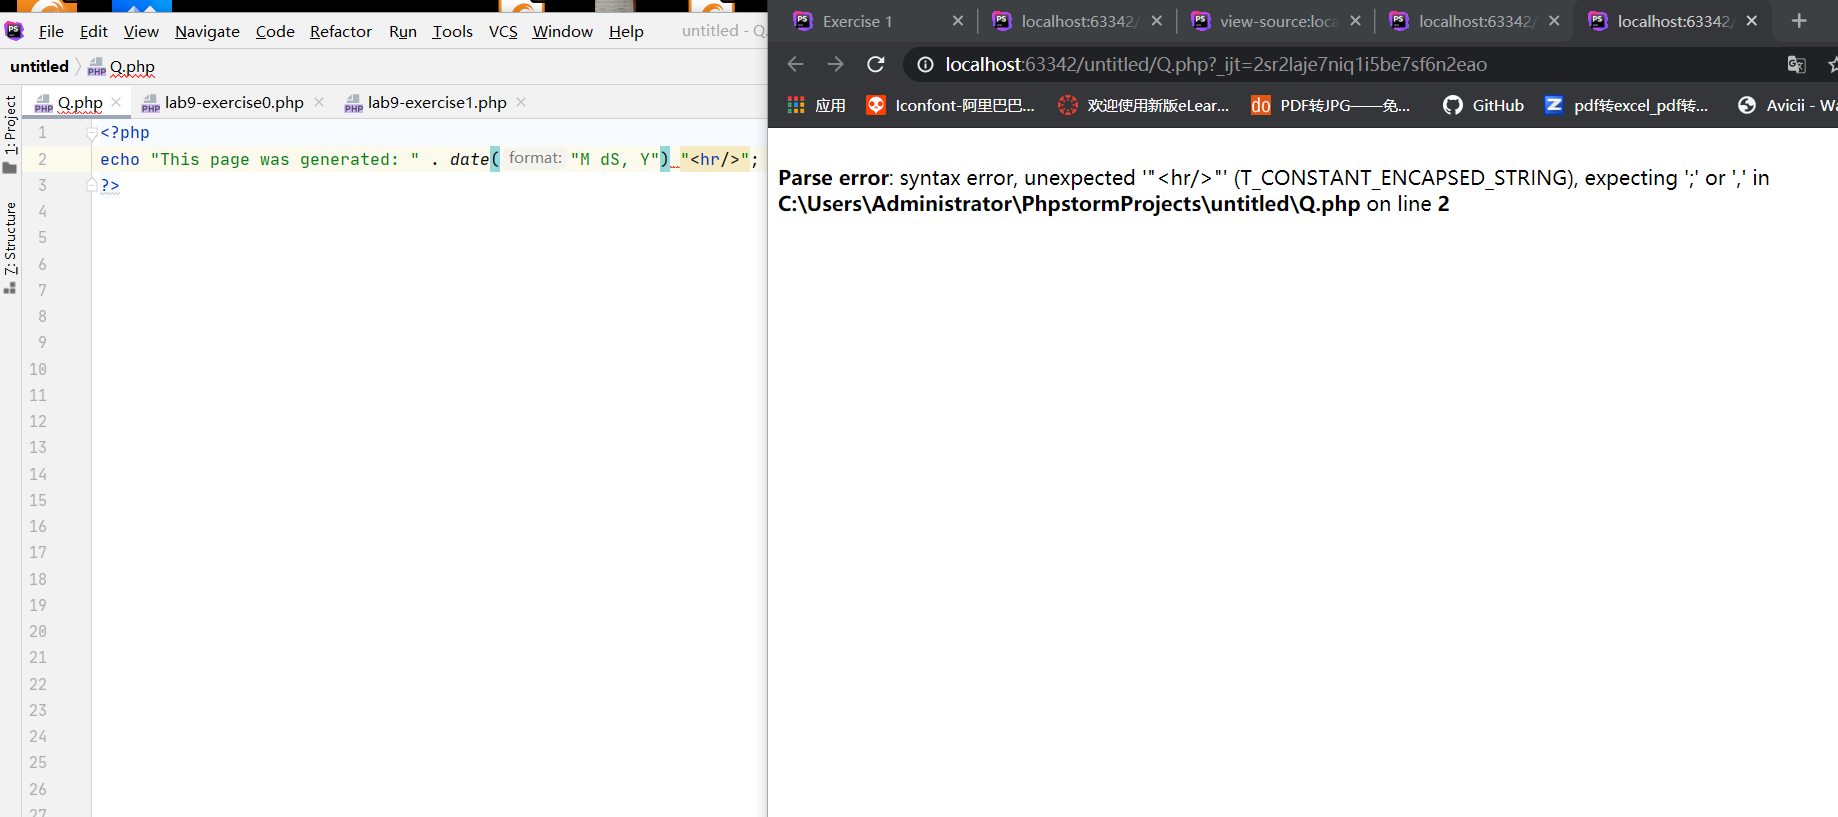 File Edit View Navigate Code Refactor Run Tools VCS Window Help untitled - Q.
untitled Q.php
Q.php lab9-exercise0.php lab9-exercise1.php
1: Project
Z: Structure
1 <?php
2 echo "This page was generated: " . date( format: "M dS, Y") "<hr/>";
3 ?>
4
5
6
7
8
9
10
11
12
13
14
15
16
17
18
19
20
21
22
23
24
25
26
27
Exercise 1 localhost:63342/ view-source:loca localhost:63342/ localhost:63342/
localhost:63342/untitled/Q.php?_ijt=2sr2laje7niq1i5be7sf6n2eao
应用 Iconfont-阿里巴巴... 欢迎使用新版eLear... PDF转JPG——免... GitHub pdf转excel_pdf转... Avicii - Wa
Parse error: syntax error, unexpected '"<hr/>"' (T_CONSTANT_ENCAPSED_STRING), expecting ';' or ',' in
C:\Users\Administrator\PhpstormProjects\untitled\Q.php on line 2